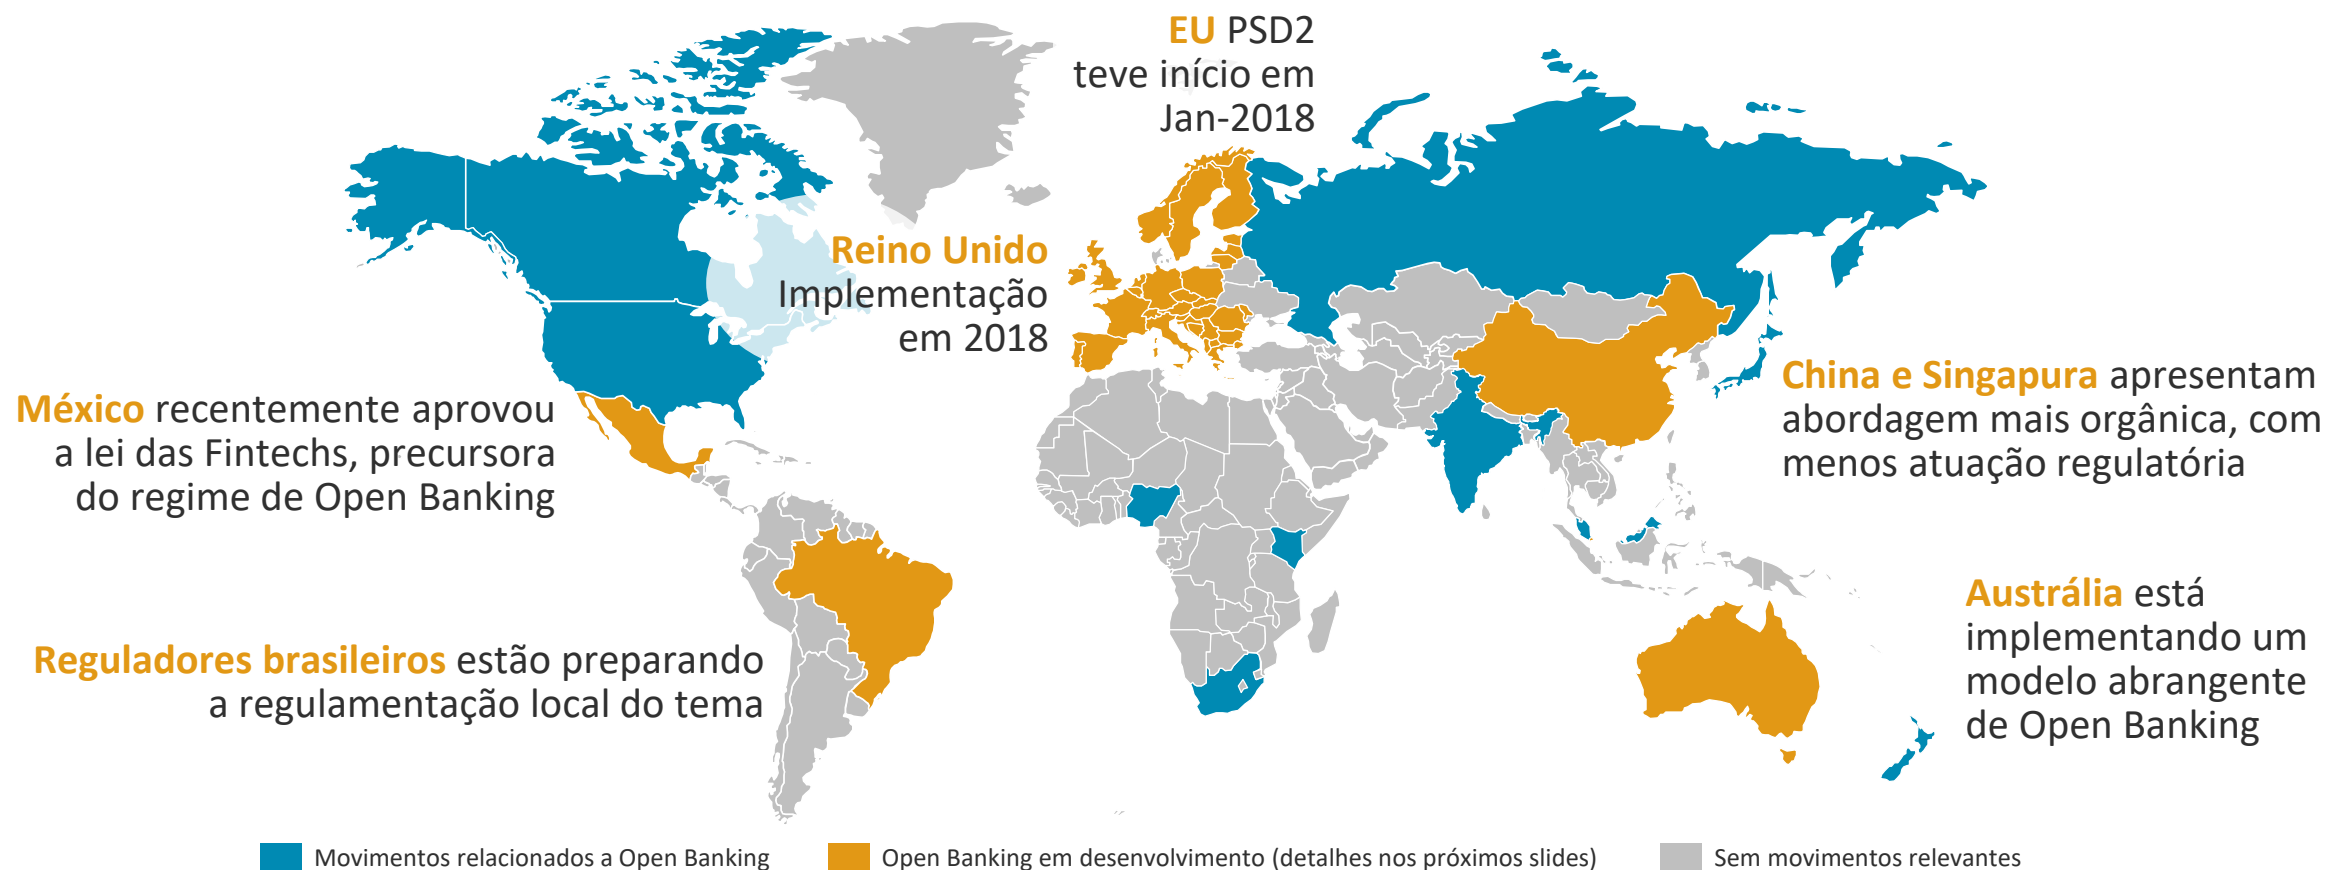 EU PSD2
teve início em
Jan-2018
Reino Unido
Implementação
em 2018
México recentemente aprovou
a lei das Fintechs, precursora
do regime de Open Banking
China e Singapura apresentam
abordagem mais orgânica, com
menos atuação regulatória
Reguladores brasileiros estão preparando
a regulamentação local do tema
Austrália está
implementando um
modelo abrangente
de Open Banking
Movimentos relacionados a Open Banking
Open Banking em desenvolvimento (detalhes nos próximos slides)
Sem movimentos relevantes